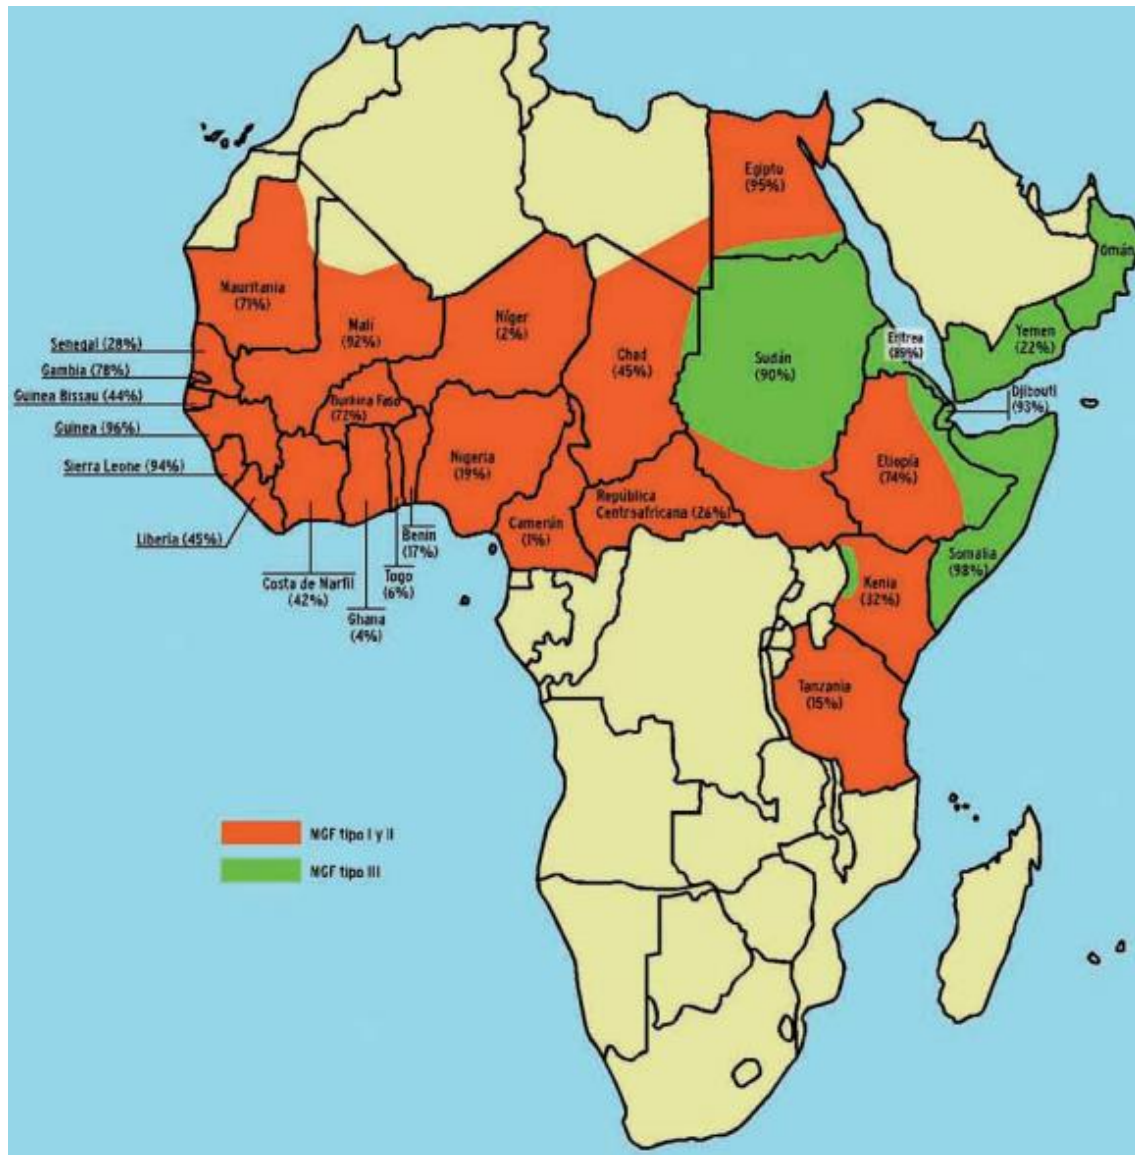 Egipto
(95%)
Omán
Mauritania
(71%)
Malí
(92%)
Níger
(2%)
Chad
(45%)
Sudán
(90%)
Eritrea
(89%)
Yemen
(22%)
Djibouti
(93%)
Senegal (28%)
Gambia (78%)
Guinea Bissau (44%)
Guinea (96%)
Sierra Leone (94%)
Liberia (45%)
Burkina Faso
(72%)
Nigeria
(19%)
Etiopía
(74%)
República
Centroafricana (26%)
Camerún
(1%)
Benín
(17%)
Togo
(6%)
Costa de Marfil
(42%)
Ghana
(4%)
Somalia
(98%)
Kenia
(32%)
Tanzania
(15%)
MGF tipo I y II
MGF tipo III